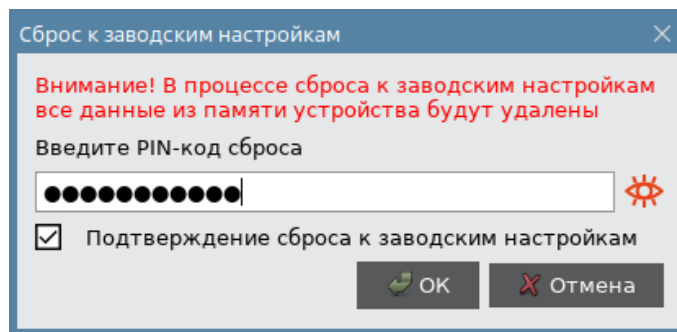 Сброс к заводским настройкам
Внимание! В процессе сброса к заводским настройкам
все данные из памяти устройства будут удалены
Введите PIN-код сброса
●●●●●●●●●●●
Подтверждение сброса к заводским настройкам
ОК
Отмена